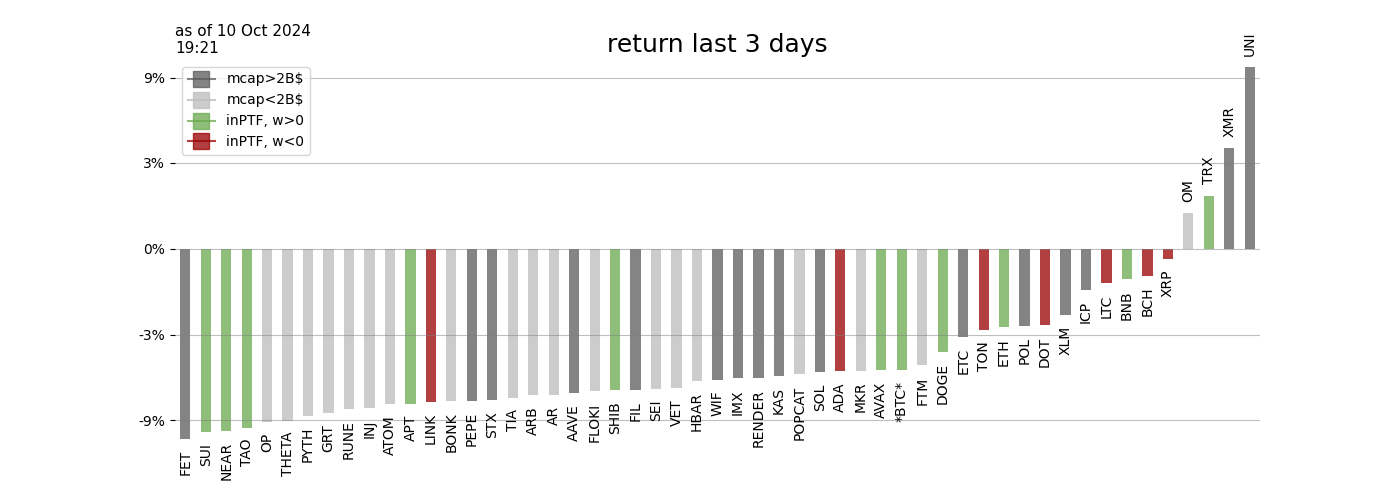 as of 10 Oct 2024
19:21
return last 3 days
mcap>2B$
mcap<2B$
inPTF, w>0
inPTF, w<0
9%
3%
0%
-3%
-9%
FET
SUI
NEAR
TAO
OP
THETA
PYTH
GRT
RUNE
INJ
ATOM
APT
LINK
BONK
PEPE
STX
TIA
ARB
AR
AAVE
FLOKI
SHIB
FIL
SEI
VET
HBAR
WIF
IMX
RENDER
KAS
POPCAT
SOL
ADA
MKR
AVAX
*BTC*
FTM
DOGE
ETC
TON
ETH
POL
DOT
XLM
ICP
LTC
BNB
BCH
XRP
OM
TRX
XMR
UNI